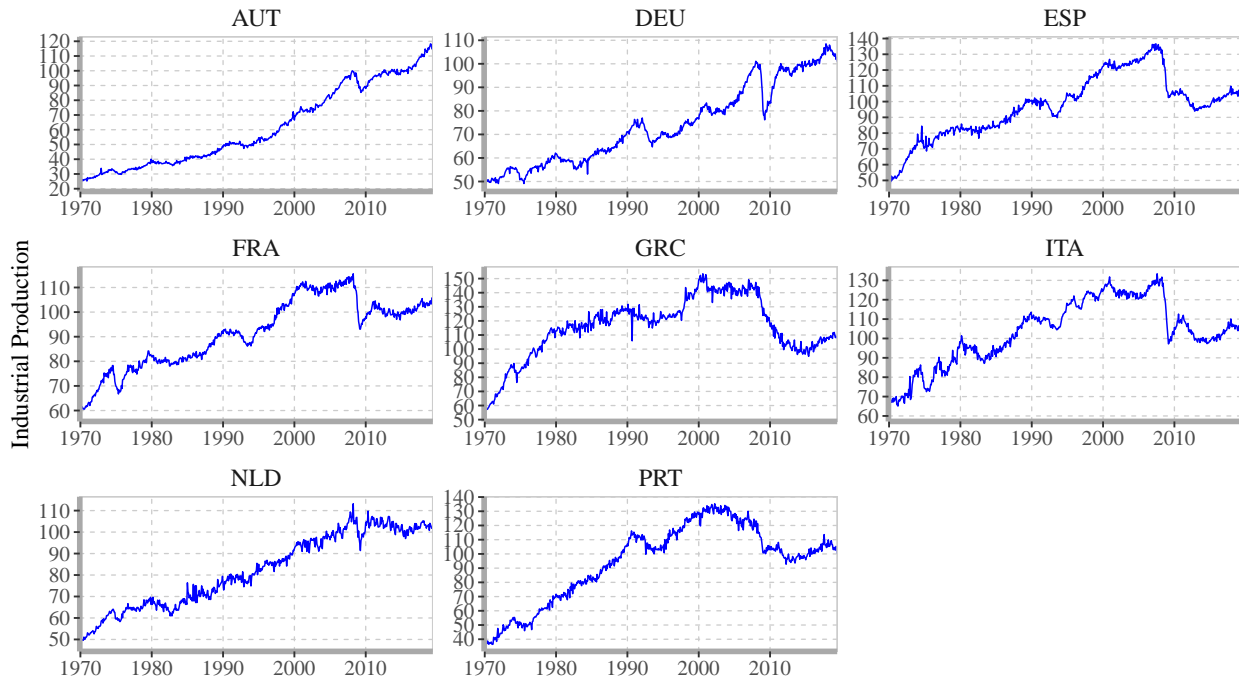 AUT DEU ESP
120 110 140
110 100 130
100 90 120
90 80 110
80 70 100
70 60 90
60 50 80
50 70
40 60
30 50
20
1970 1980 1990 2000 2010 1970 1980 1990 2000 2010 1970 1980 1990 2000 2010
Industrial Production
FRA GRC ITA
110 150 130
100 140 120
90 130 110
80 120 100
70 110 90
60 100 80
90 70
80 60
70
60
50
1970 1980 1990 2000 2010 1970 1980 1990 2000 2010 1970 1980 1990 2000 2010
NLD PRT
110 140
100 130
90 120
80 110
70 100
60 90
50 80
70
60
50
40
1970 1980 1990 2000 2010 1970 1980 1990 2000 2010